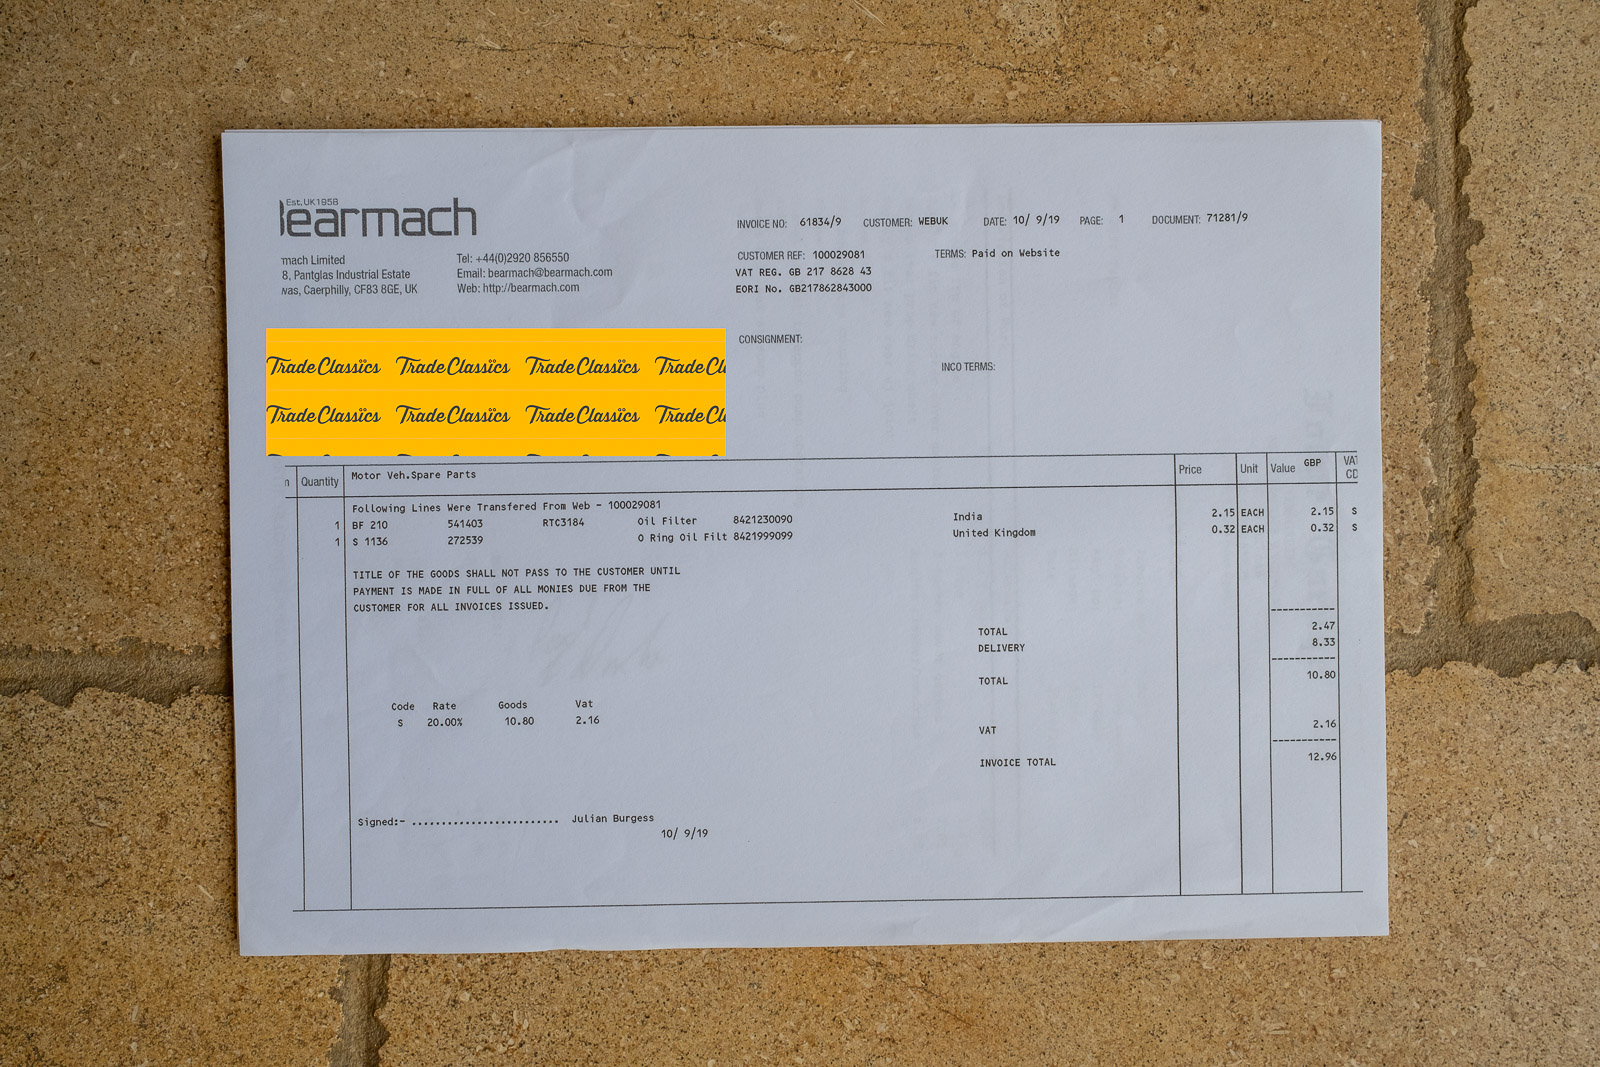 Est. UK 1958
Bearmach
INVOICE NO: 61834/9 CUSTOMER: WEBUK DATE: 10/ 9/19 PAGE: 1 DOCUMENT: 71281/9
mach Limited Tel: +44(0)2920 856550
8, Pantglas Industrial Estate Email: bearmach@bearmach.com
was, Caerphilly, CF83 8GE, UK Web: http://bearmach.com
CUSTOMER REF: 100029081 TERMS: Paid on Website
VAT REG. GB 217 8628 43
EORI No. GB217862843000
CONSIGNMENT:
INCO TERMS:
Trade Classics Trade Classics Trade Classics Trade Cl
Trade Classics Trade Classics Trade Classics Trade Cl
n Quantity Motor Veh.Spare Parts Price Unit Value GBP VAT CD
Following Lines Were Transfered From Web - 100029081
1 BF 210 541403 RTC3184 Oil Filter 8421230090 India 2.15 EACH 2.15 S
1 S 1136 272539 O Ring Oil Filt 8421999099 United Kingdom 0.32 EACH 0.32 S
TITLE OF THE GOODS SHALL NOT PASS TO THE CUSTOMER UNTIL
PAYMENT IS MADE IN FULL OF ALL MONIES DUE FROM THE
CUSTOMER FOR ALL INVOICES ISSUED.
TOTAL 2.47
DELIVERY 8.33
TOTAL 10.80
Code Rate Goods Vat
S 20.00% 10.80 2.16
VAT 2.16
INVOICE TOTAL 12.96
Signed:- ......................... Julian Burgess
10/ 9/19